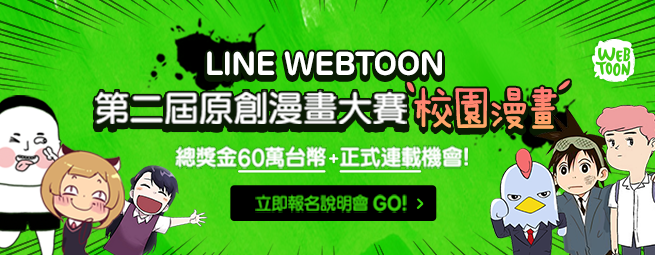 LINE WEBTOON
WEB
TOON
第二屆原創漫畫大賽 校園漫畫
總獎金60萬台幣+正式連載機會!
立即報名說明會 GO! >